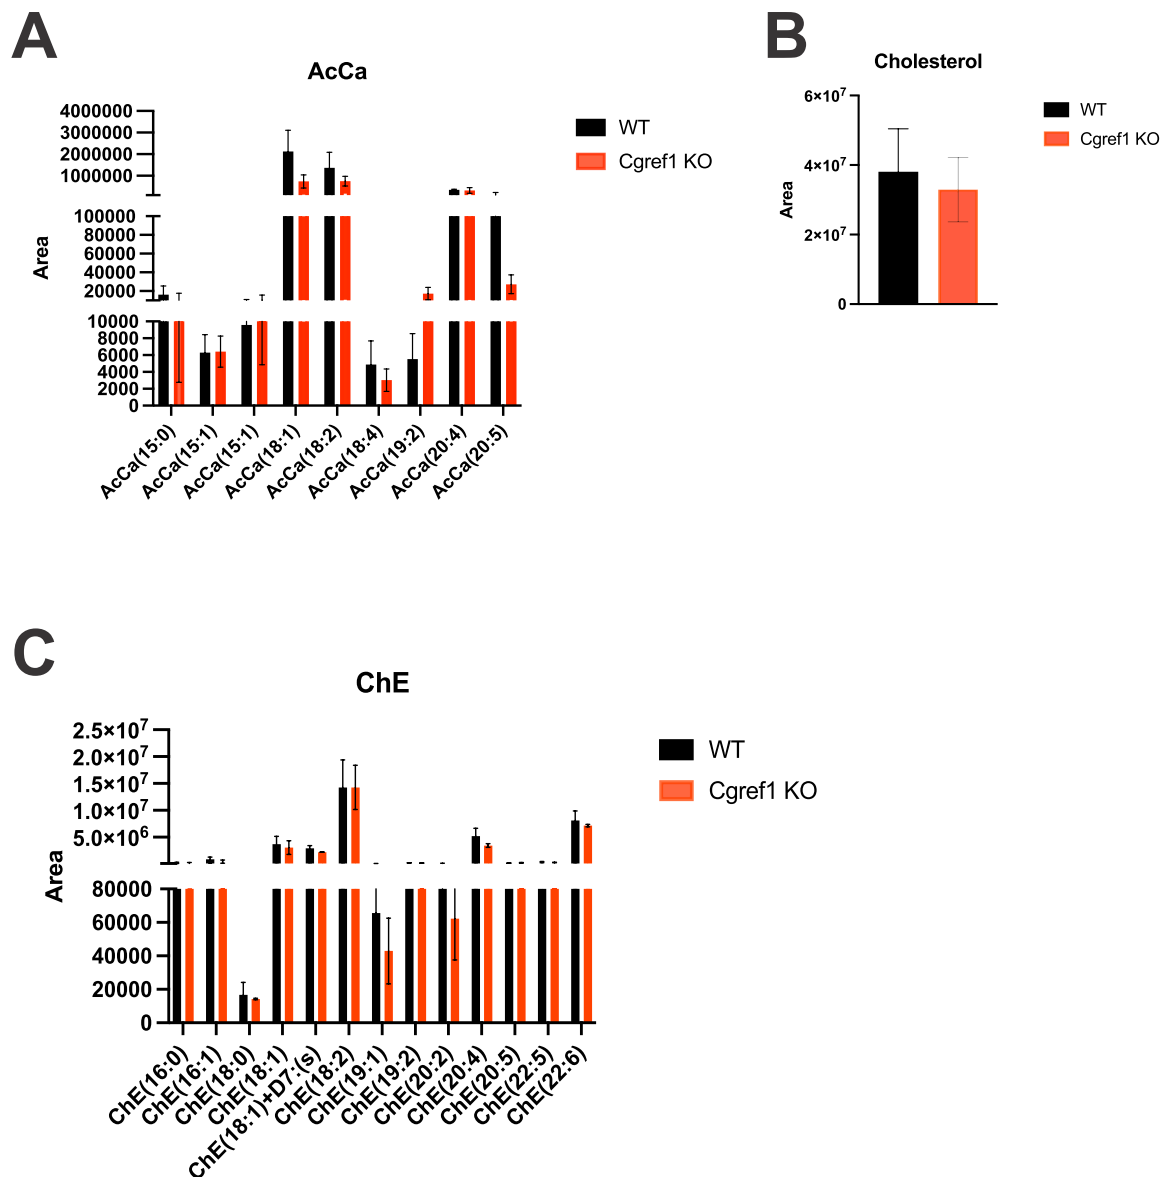 A
AcCa
4000000
3000000
2000000
1000000
100000
80000
60000
40000
20000
10000
8000
6000
4000
2000
0
Area
AcCa(15:0)
AcCa(15:1)
AcCa(15:1)
AcCa(18:1)
AcCa(18:2)
AcCa(18:4)
AcCa(19:2)
AcCa(20:4)
AcCa(20:5)
WT
Cgref1 KO
B
Cholesterol
6×10⁷
4×10⁷
2×10⁷
0
Area
WT
Cgref1 KO
C
ChE
2.5×10⁷
2.0×10⁷
1.5×10⁷
1.0×10⁷
5.0×10⁶
80000
60000
40000
20000
0
Area
ChE(16:0)
ChE(16:1)
ChE(18:0)
ChE(18:1)
ChE(18:1)+D7:(s)
ChE(18:2)
ChE(19:1)
ChE(19:2)
ChE(20:2)
ChE(20:4)
ChE(20:5)
ChE(22:5)
ChE(22:6)
WT
Cgref1 KO